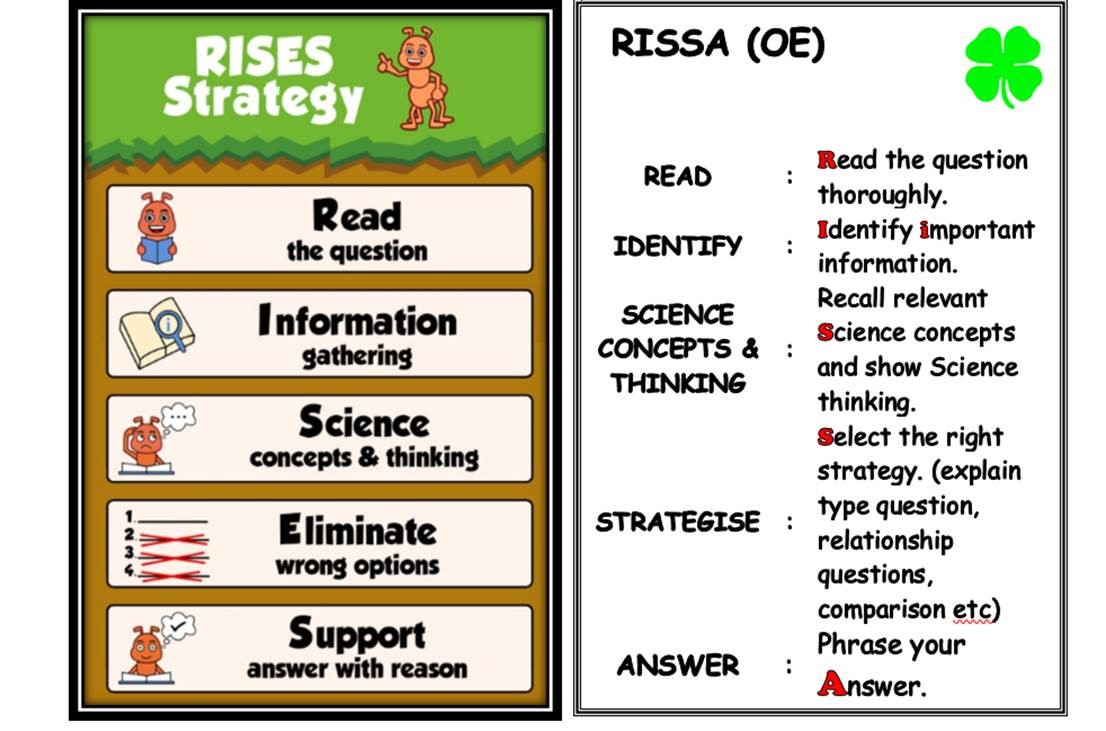 RISES
Strategy
Read
the question
Information
gathering
Science
concepts & thinking
1.
2.
3.
4.
Eliminate
wrong options
Support
answer with reason
RISSA (OE)
READ : Read the question
thoroughly.
IDENTIFY : Identify important
information.
SCIENCE
CONCEPTS &
THINKING
:
Recall relevant
Science concepts
and show Science
thinking.
STRATEGISE :
Select the right
strategy. (explain
type question,
relationship
questions,
comparison etc)
ANSWER :
Phrase your
Answer.